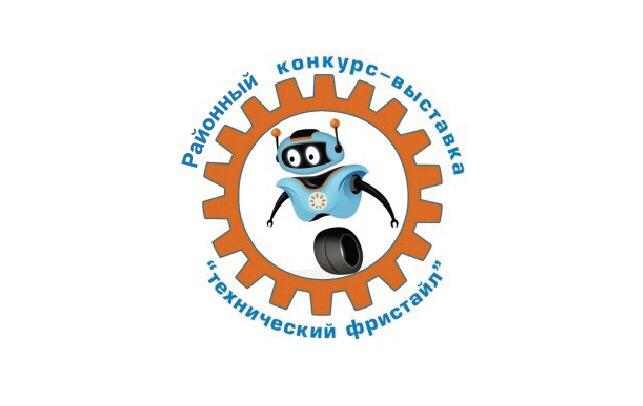 Районный конкурс-выставка
“технический фристайл”